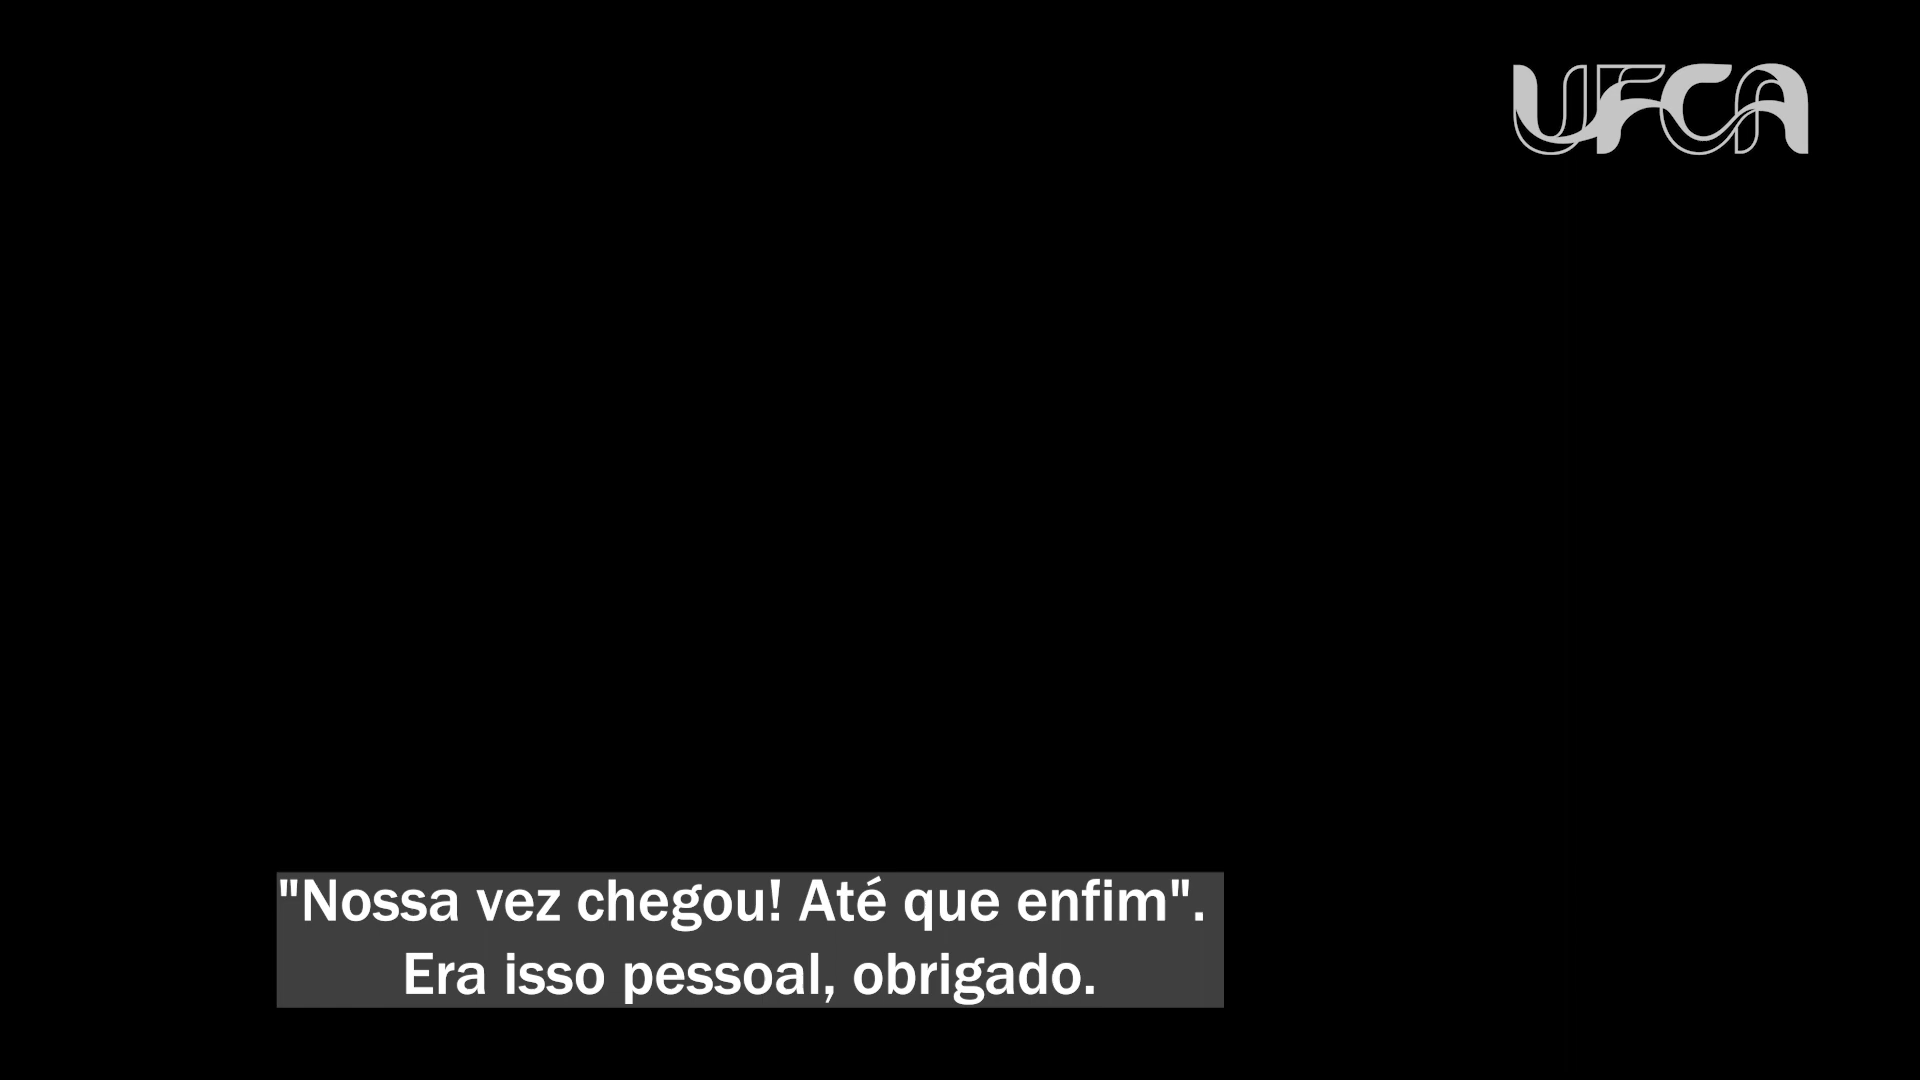 UFCA
"Nossa vez chegou! Até que enfim".
Era isso pessoal, obrigado.